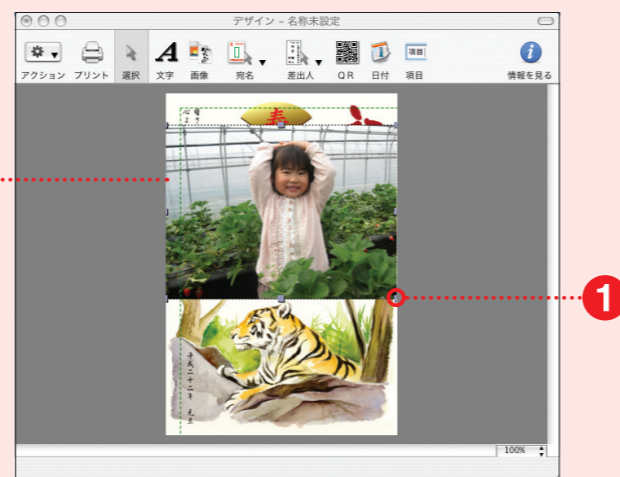 デザイン - 名称未設定
アクション プリント 選択 文字 画像 宛名 差出人 QR 日付 項目 情報を見る
項目
寿
1
平成二十二年 元旦
100%